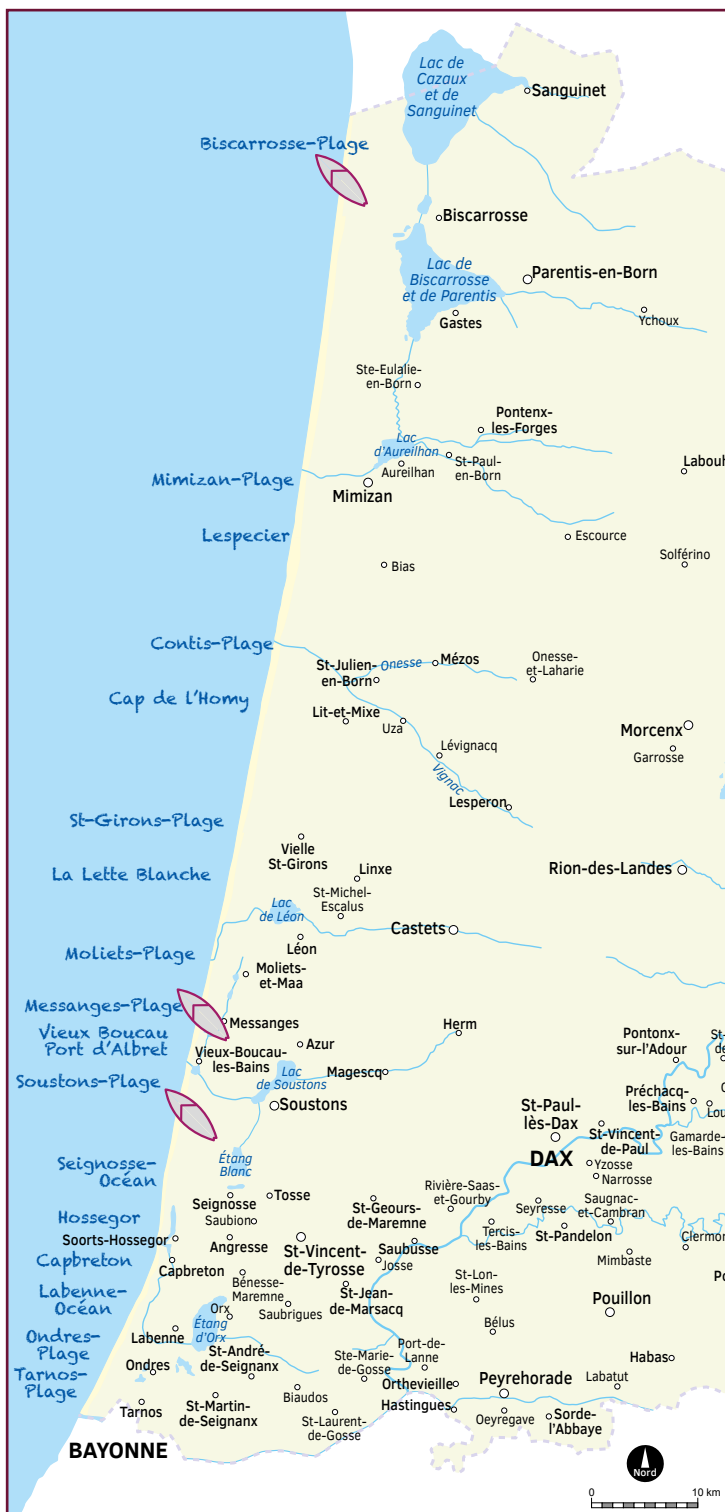 Lac de
Cazaux
et de
Sanguinet
Sanguinet
Biscarrosse-Plage
Biscarrosse
Lac de
Biscarrosse
et de Parentis
Parentis-en-Born
Gastes
Ychoux
Ste-Eulalie-
en-Born
Pontenx-
les-Forges
Lac
d'Aureilhan
St-Paul-
en-Born
Aureilhan
Labouh
Mimizan-Plage
Mimizan
Lespecier
Escource
Solférino
Bias
Contis-Plage
St-Julien-
en-Born
Onesse
Mézos
Onesse-
et-Laharie
Cap de l'Homy
Lit-et-Mixe
Uza
Morcenx
Garrosse
Lévignacq
Vignac
Lesperon
St-Girons-Plage
Vielle
St-Girons
Linxe
La Lette Blanche
St-Michel-
Escalus
Rion-des-Landes
Lac
de Léon
Castets
Léon
Moliets-Plage
Moliets-
et-Maa
Messanges-Plage
Messanges
Vieux Boucau
Port d'Albret
Vieux-Boucau-
les-Bains
Azur
Herm
Pontonx-
sur-l'Adour
St-
de
Soustons-Plage
Lac
de Soustons
Magescq
Soustons
Préchacq-
les-Bains
Lou
St-Paul-
lès-Dax
DAX
St-Vincent-
de-Paul
Gamarde-
les-Bains
Yzosse
Narrosse
Seignosse-
Océan
Étang
Blanc
Seignosse
Tosse
Saubion
St-Geours-
de-Maremne
Rivière-Saas-
et-Gourby
Seyresse
Saugnac-
et-Cambran
Hossegor
Soorts-Hossegor
Angresse
St-Vincent-
de-Tyrosse
Saubusse
Josse
Tercis-
les-Bains
St-Pandelon
Clermo
Mimbaste
Capbreton
Capbreton
Bénesse-
Maremne
St-Jean-
de-Marsacq
St-Lon-
les-Mines
Po
Labenne-
Océan
Orx
Étang
d'Orx
Saubrigues
Pouillon
Bélus
Ondres-
Plage
Labenne
St-André-
de-Seignanx
Ste-Marie-
de-Gosse
Port-de-
Lanne
Habas
Tarnos-
Plage
Ondres
Orthevieille
Peyrehorade
Labatut
Tarnos
St-Martin-
de-Seignanx
Biaudos
St-Laurent-
de-Gosse
Hastingues
Oeyregave
Sorde-
l'Abbaye
BAYONNE
Nord
0 10 km